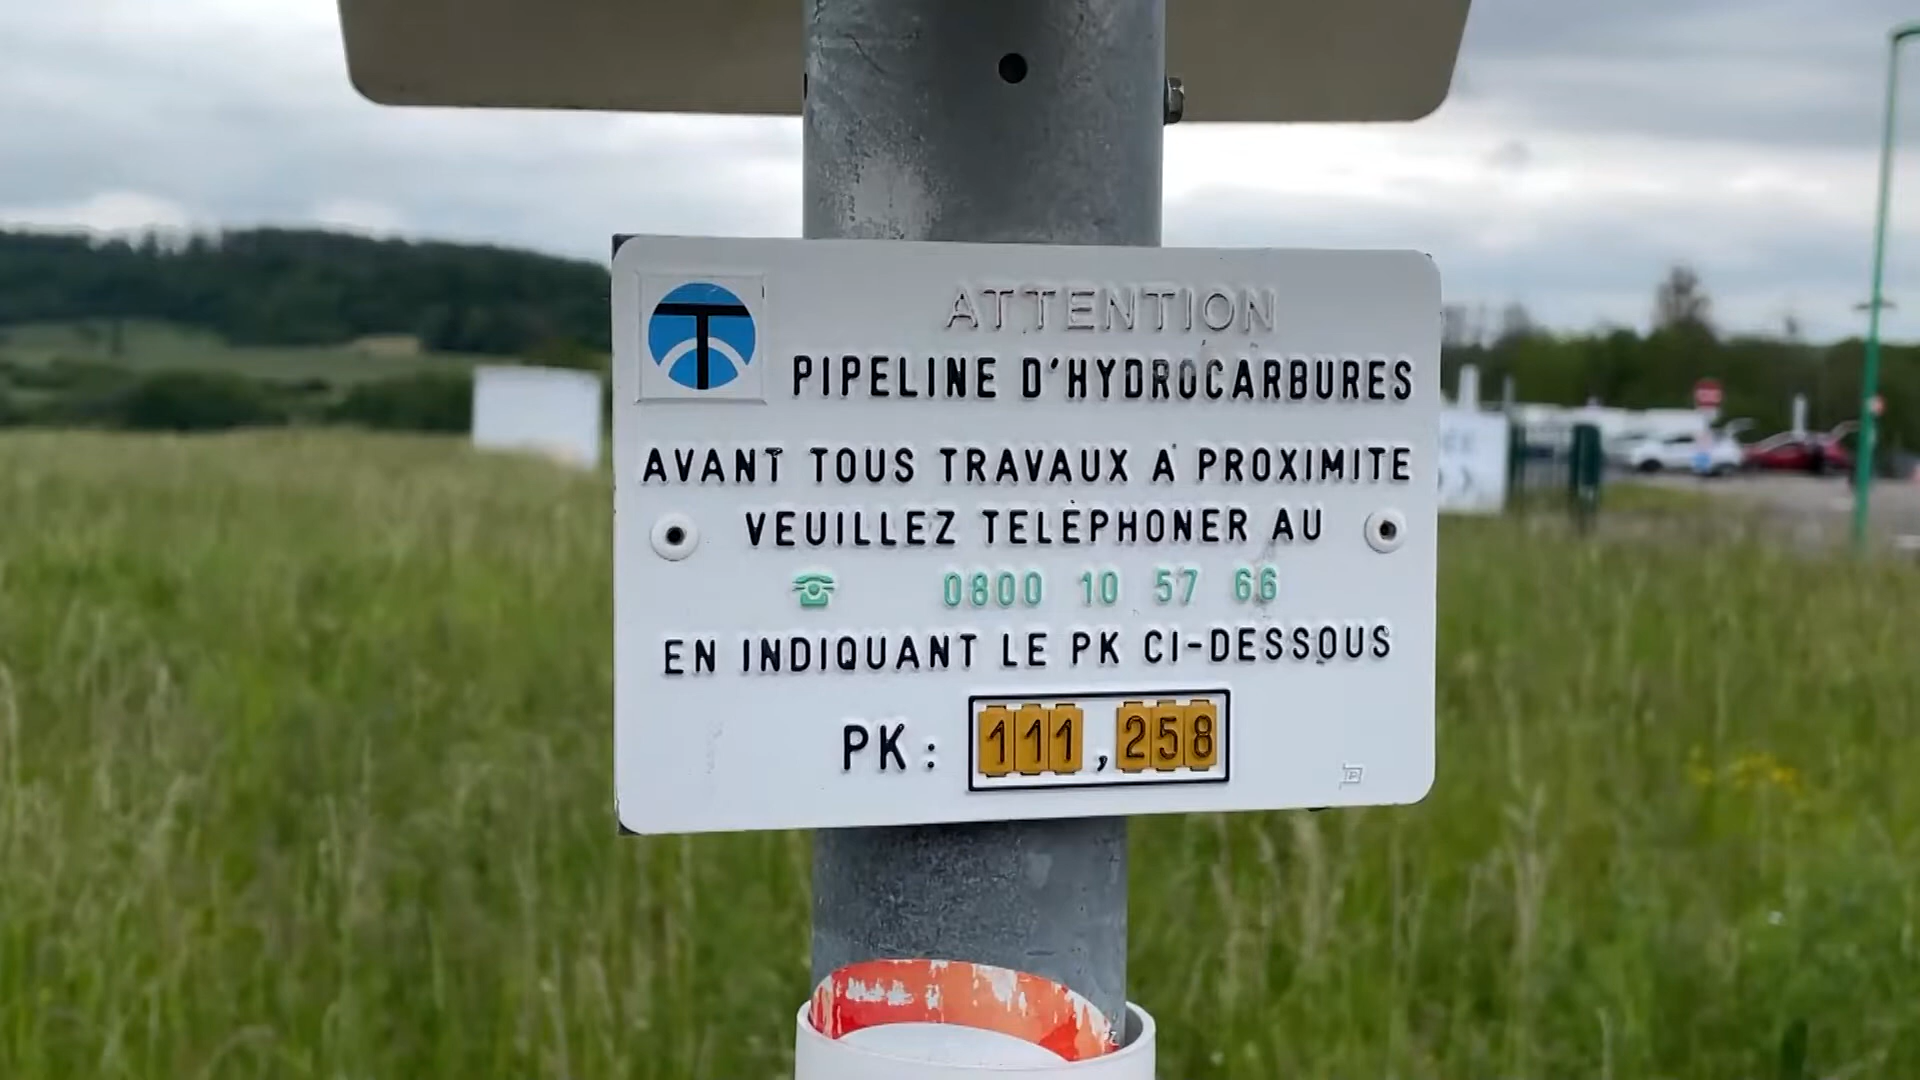 ATTENTION
PIPELINE D'HYDROCARBURES
AVANT TOUS TRAVAUX A PROXIMITE
VEUILLEZ TELEPHONER AU
☎ 0800 10 57 66
EN INDIQUANT LE PK CI-DESSOUS
PK: 111,258